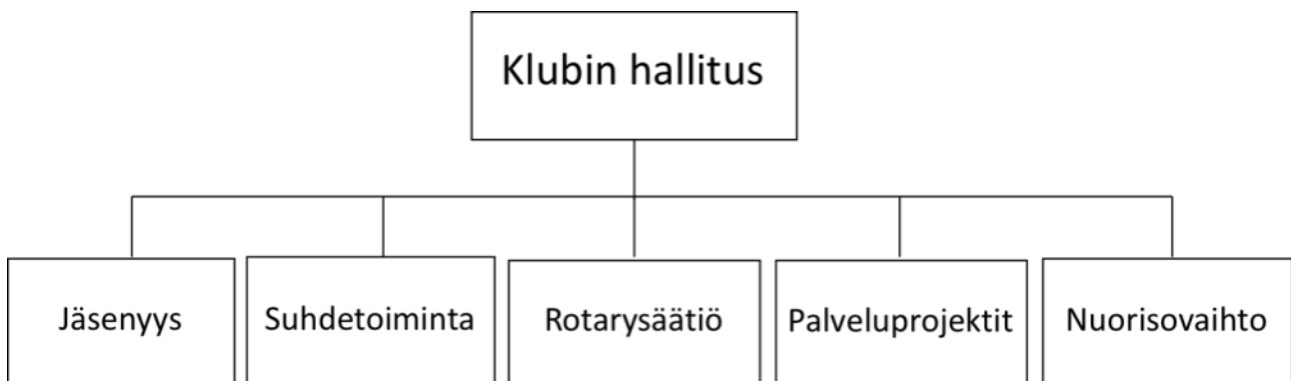 Klubin hallitus
Jäsenyys
Suhdetoiminta
Rotarysäätiö
Palveluprojektit
Nuorisovaihto